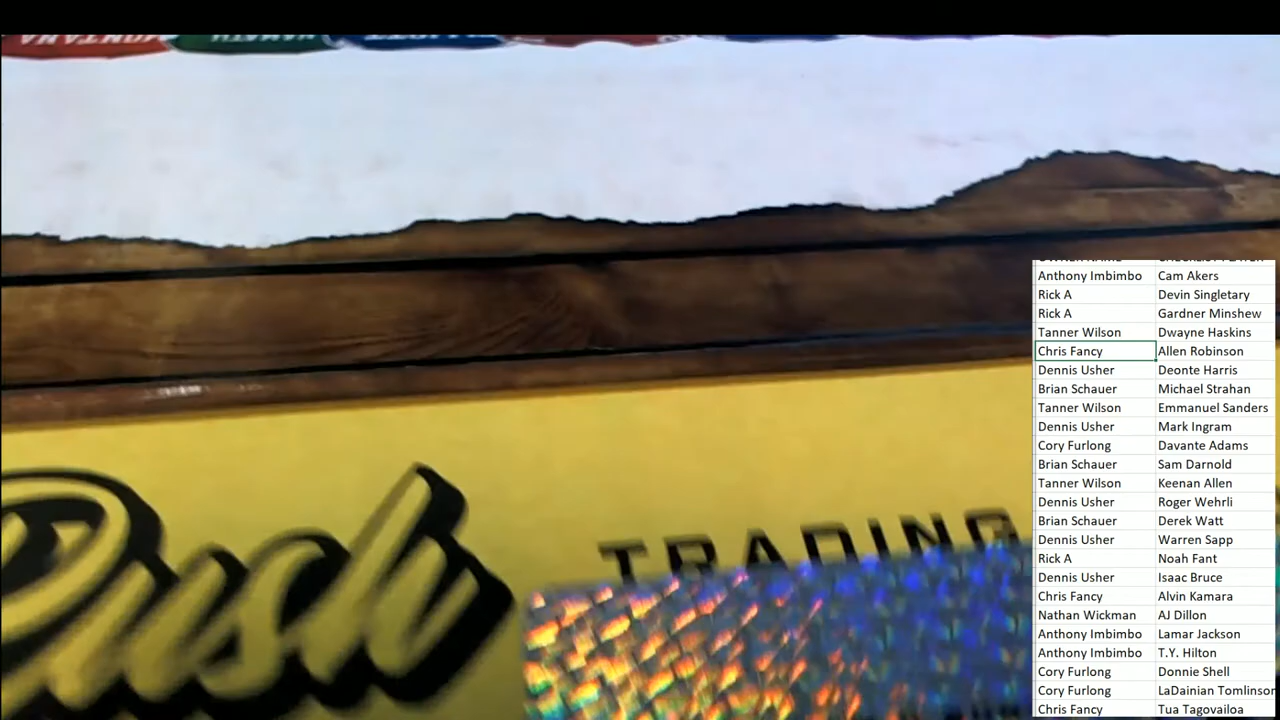 MONTANA
NAMATH
Rush
TRADING
Anthony Imbimbo Cam Akers
Rick A Devin Singletary
Rick A Gardner Minshew
Tanner Wilson Dwayne Haskins
Chris Fancy Allen Robinson
Dennis Usher Deonte Harris
Brian Schauer Michael Strahan
Tanner Wilson Emmanuel Sanders
Dennis Usher Mark Ingram
Cory Furlong Davante Adams
Brian Schauer Sam Darnold
Tanner Wilson Keenan Allen
Dennis Usher Roger Wehrli
Brian Schauer Derek Watt
Dennis Usher Warren Sapp
Rick A Noah Fant
Dennis Usher Isaac Bruce
Chris Fancy Alvin Kamara
Nathan Wickman AJ Dillon
Anthony Imbimbo Lamar Jackson
Anthony Imbimbo T.Y. Hilton
Cory Furlong Donnie Shell
Cory Furlong LaDainian Tomlinson
Chris Fancy Tua Tagovailoa